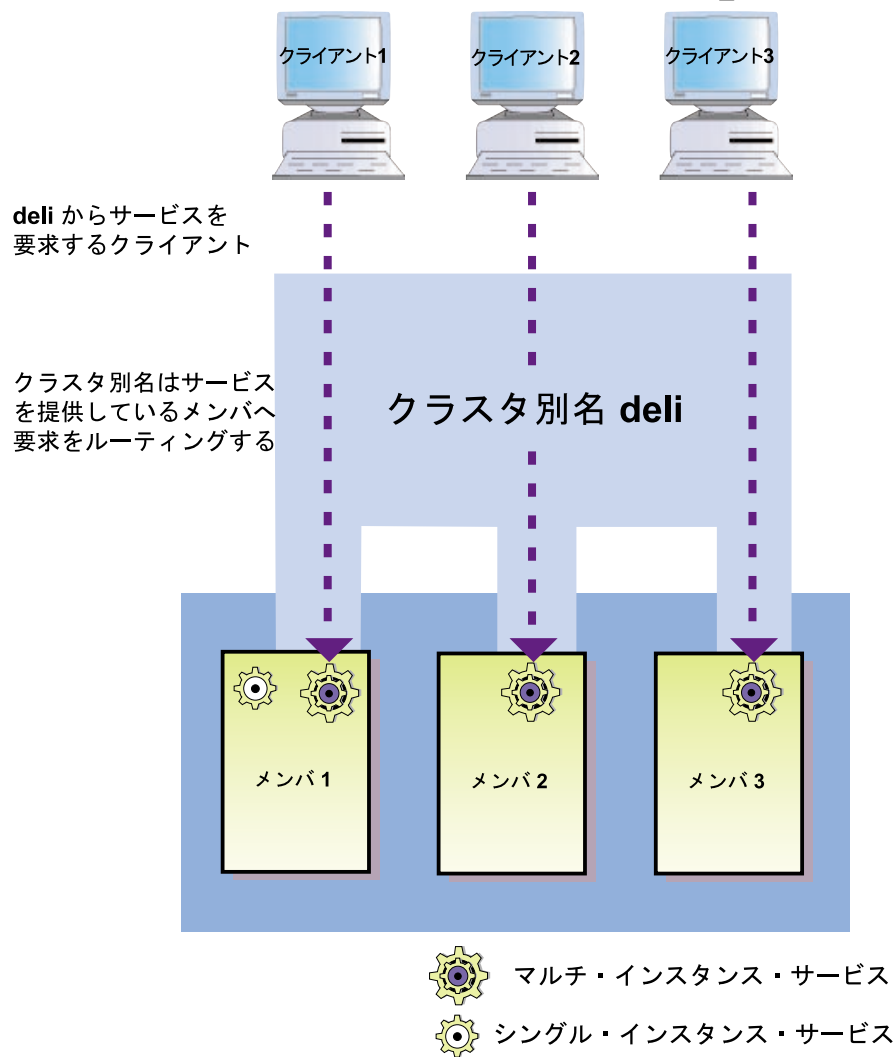 クライアント1
クライアント2
クライアント3
deli からサービスを
要求するクライアント
クラスタ別名はサービス
を提供しているメンバへ
要求をルーティングする
クラスタ別名 deli
メンバ 1
メンバ 2
メンバ 3
マルチ・インスタンス・サービス
シングル・インスタンス・サービス